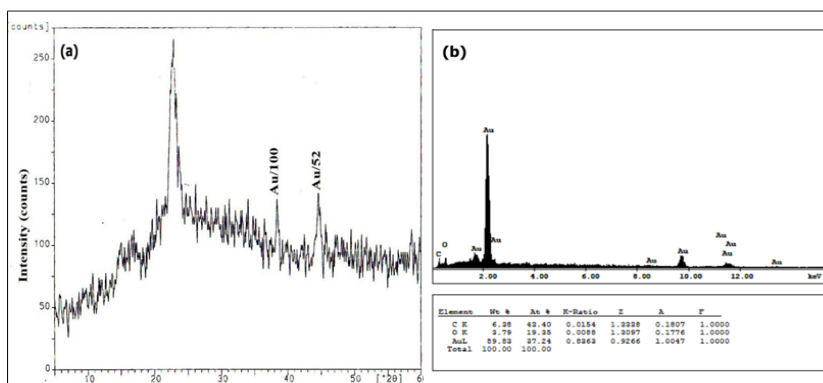 counts]
(a)
250
200
150
100
50
0
Intensity (counts)
Au/100
Au/52
10 20 30 40 50 [°2θ] 60
(b)
Au
Au
Au
Au
Au
Au
O
C
Au
Au
Au
2.00 4.00 6.00 8.00 10.00 12.00 keV
Element Wt % At % K-Ratio Z A F
C K 6.38 43.40 0.0154 1.3338 0.1807 1.0000
O K 3.79 19.35 0.0088 1.3097 0.1776 1.0000
AuL 89.83 37.24 0.8363 0.9266 1.0047 1.0000
Total 100.00 100.00